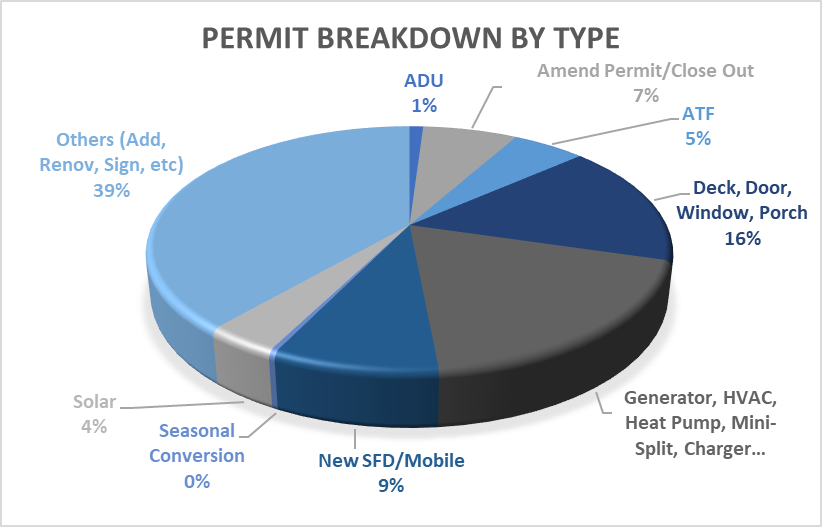 PERMIT BREAKDOWN BY TYPE
ADU
1%
Amend Permit/Close Out
7%
ATF
5%
Others (Add,
Renov, Sign, etc)
39%
Deck, Door,
Window, Porch
16%
Generator, HVAC,
Heat Pump, Mini-
Split, Charger...
Solar
4%
Seasonal
Conversion
0%
New SFD/Mobile
9%